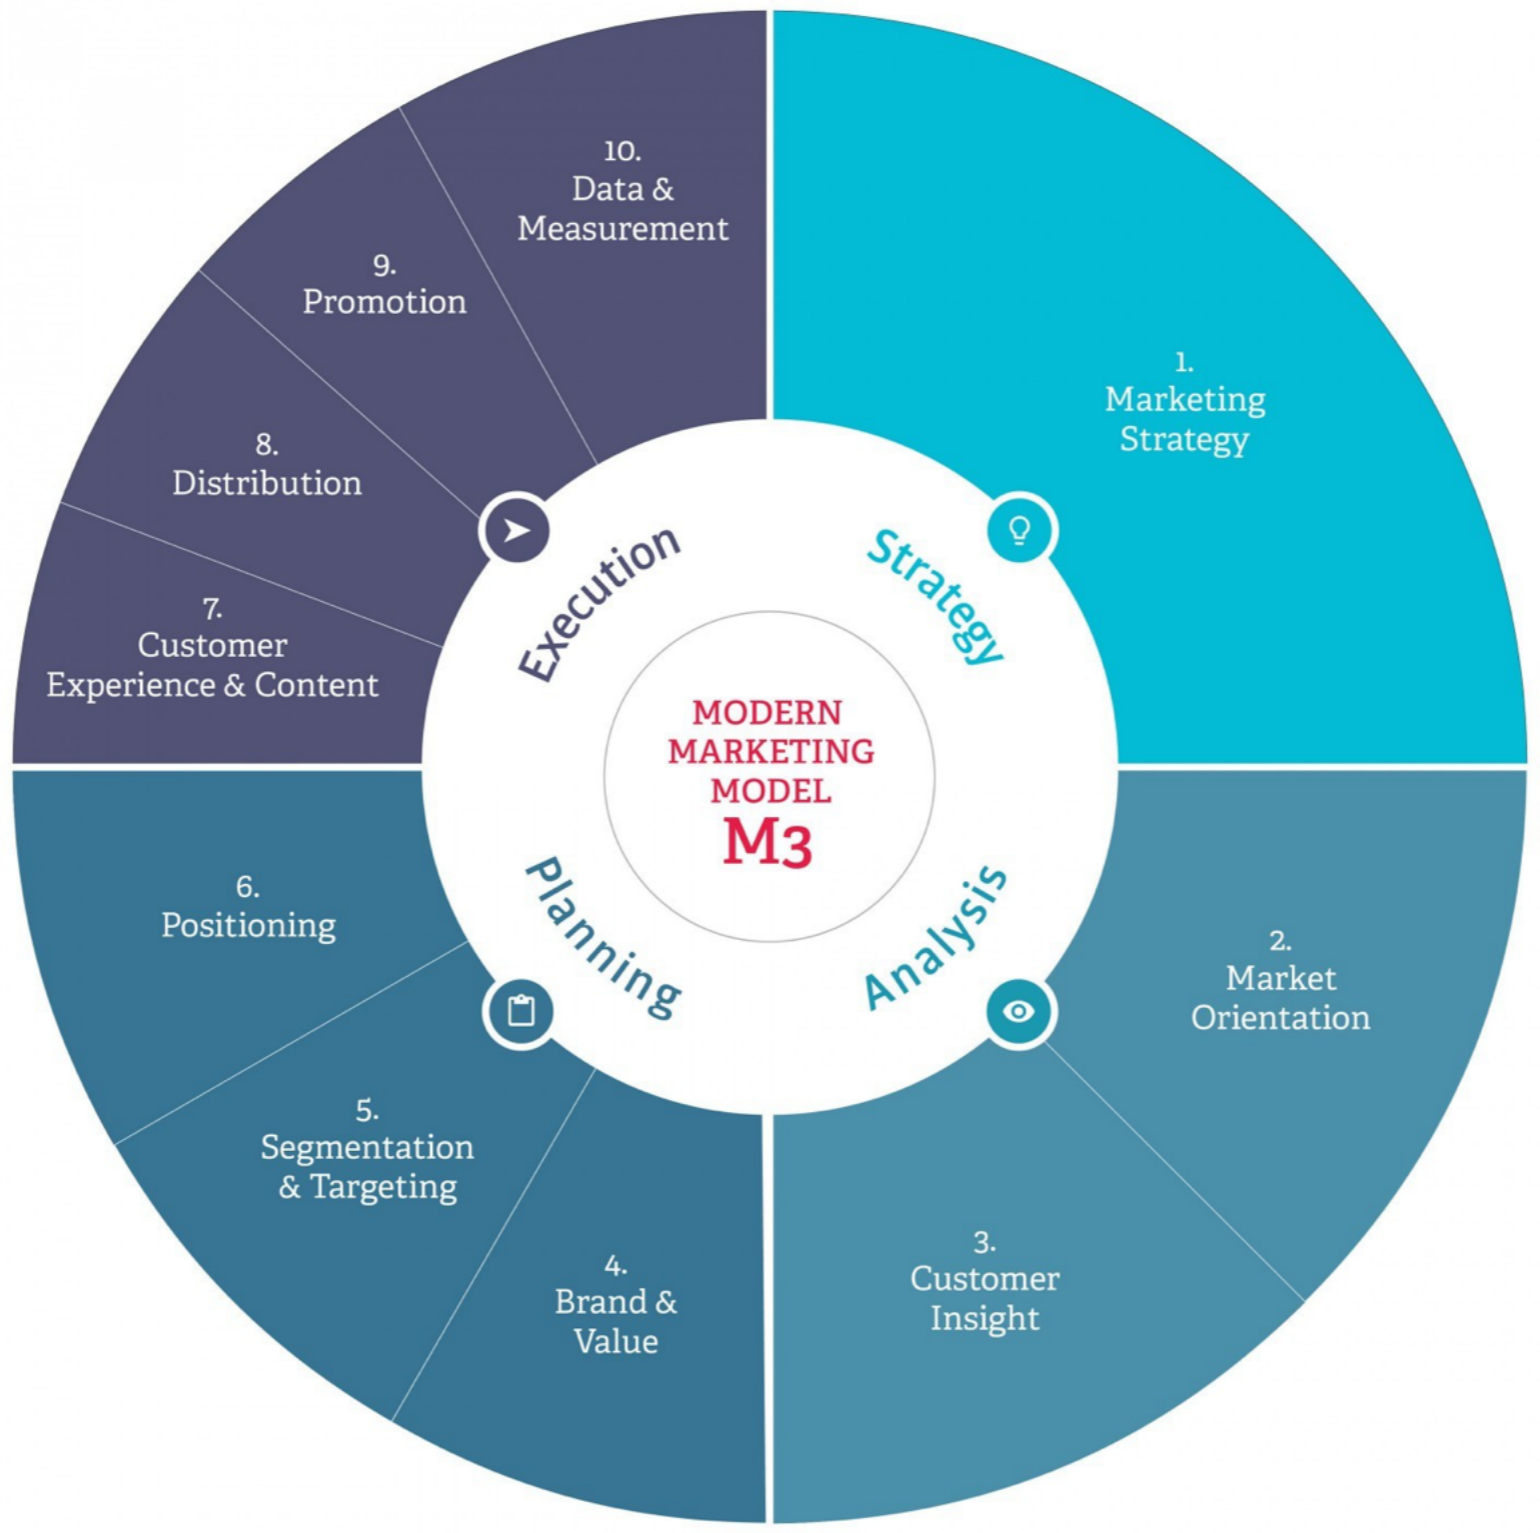 MODERN
MARKETING
MODEL
M3
Strategy
1.
Marketing
Strategy
Analysis
2.
Market
Orientation
3.
Customer
Insight
Planning
4.
Brand &
Value
5.
Segmentation
& Targeting
6.
Positioning
Execution
7.
Customer
Experience & Content
8.
Distribution
9.
Promotion
10.
Data &
Measurement